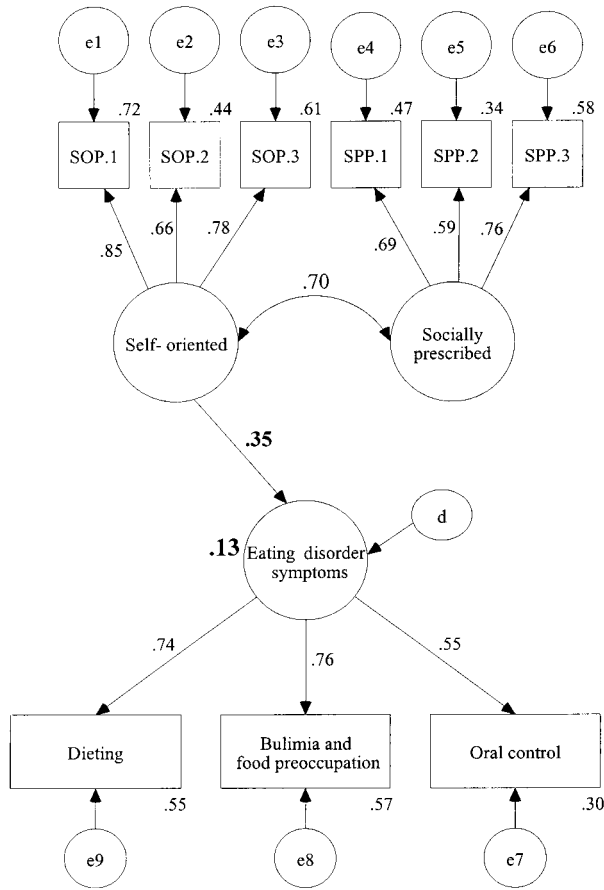 e1 e2 e3 e4 e5 e6
.72 .44 .61 .47 .34 .58
SOP.1 SOP.2 SOP.3 SPP.1 SPP.2 SPP.3
.85 .66 .78 .69 .59 .76
.70
Self- oriented
Socially
prescribed
.35
d
.13
Eating disorder
symptoms
.74 .76 .55
Dieting
Bulimia and
food preoccupation
Oral control
.55 .57 .30
e9 e8 e7